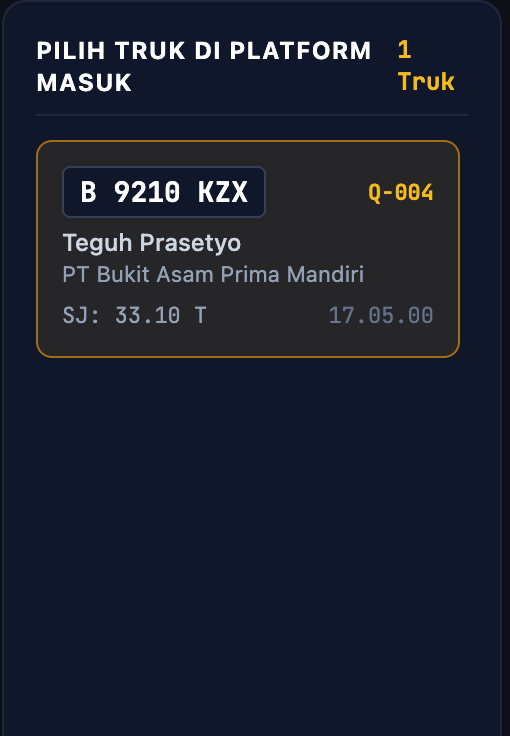 PILIH TRUK DI PLATFORM MASUK
1 Truk
B 9210 KZX
Q-004
Teguh Prasetyo
PT Bukit Asam Prima Mandiri
SJ: 33.10 T
17.05.00